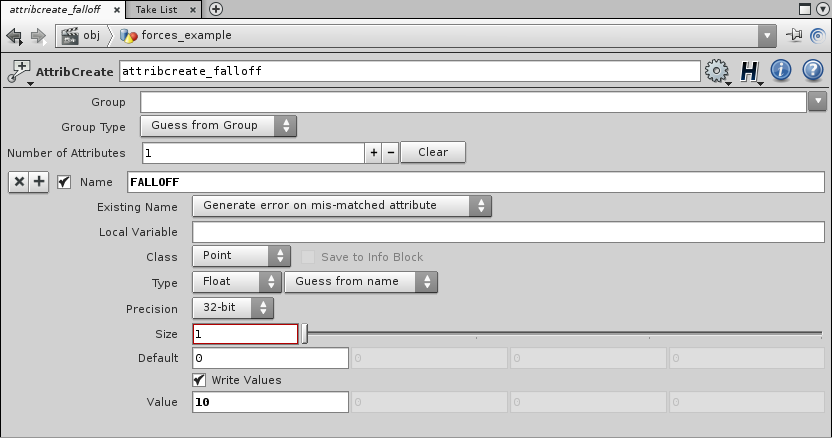 attribcreate_falloff
Take List
obj forces_example
AttribCreate attribcreate_falloff
Group
Group Type Guess from Group
Number of Attributes 1 + − Clear
Name FALLOFF
Existing Name Generate error on mis-matched attribute
Local Variable
Class Point Save to Info Block
Type Float Guess from name
Precision 32-bit
Size 1
Default 0 0 0 0
Write Values
Value 10 0 0 0